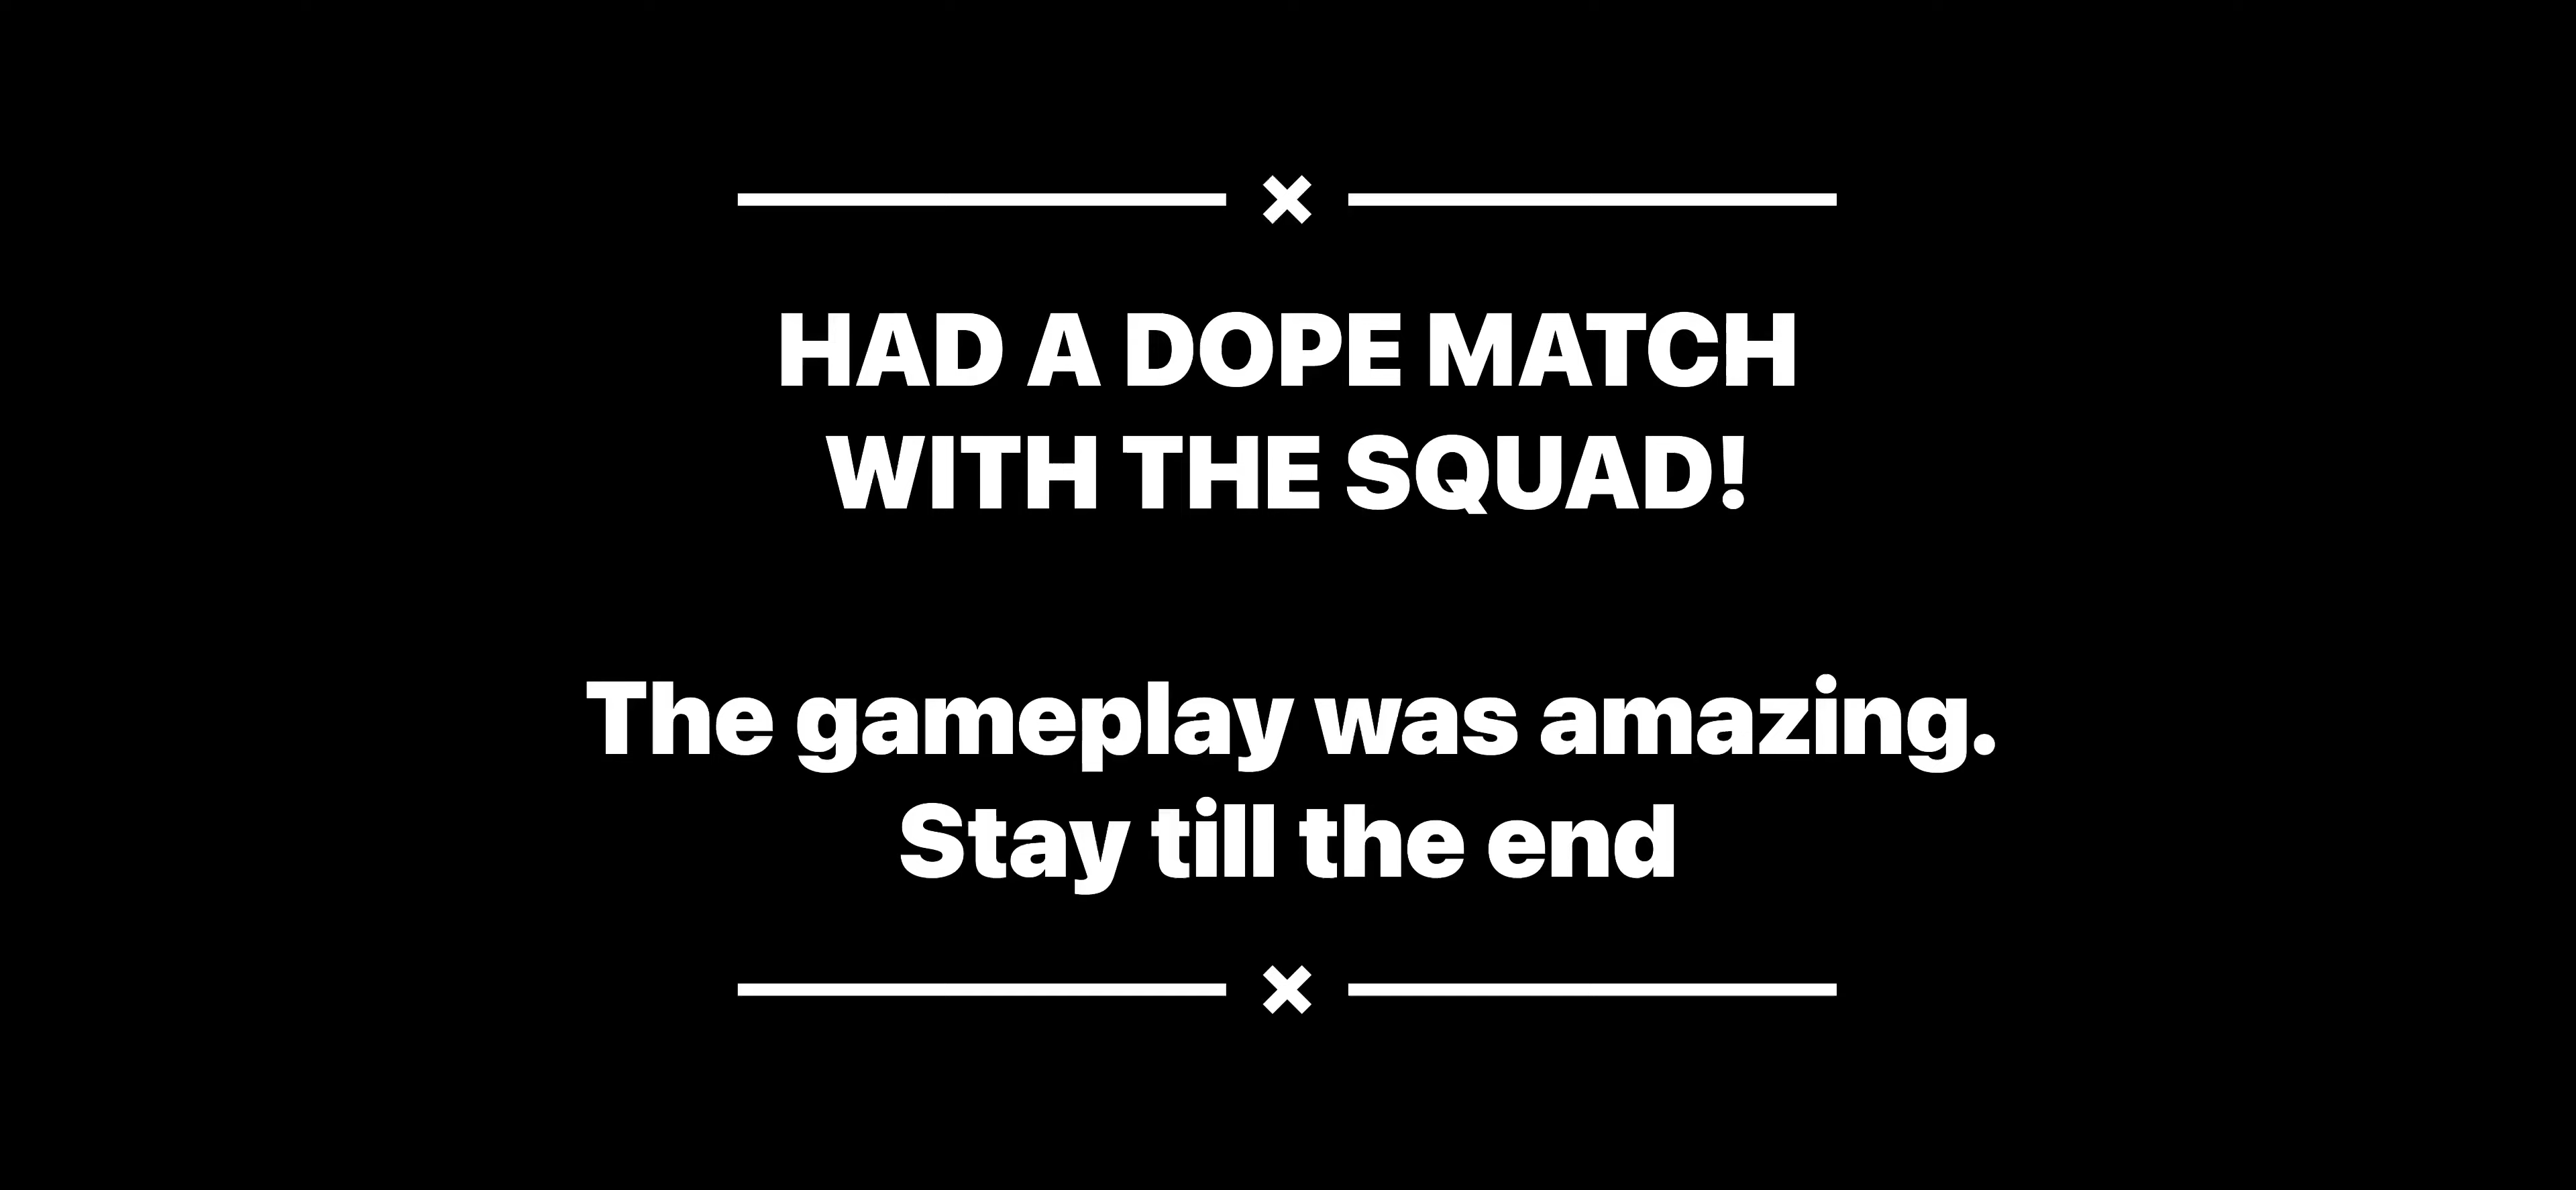 HAD A DOPE MATCH
WITH THE SQUAD!
The gameplay was amazing.
Stay till the end